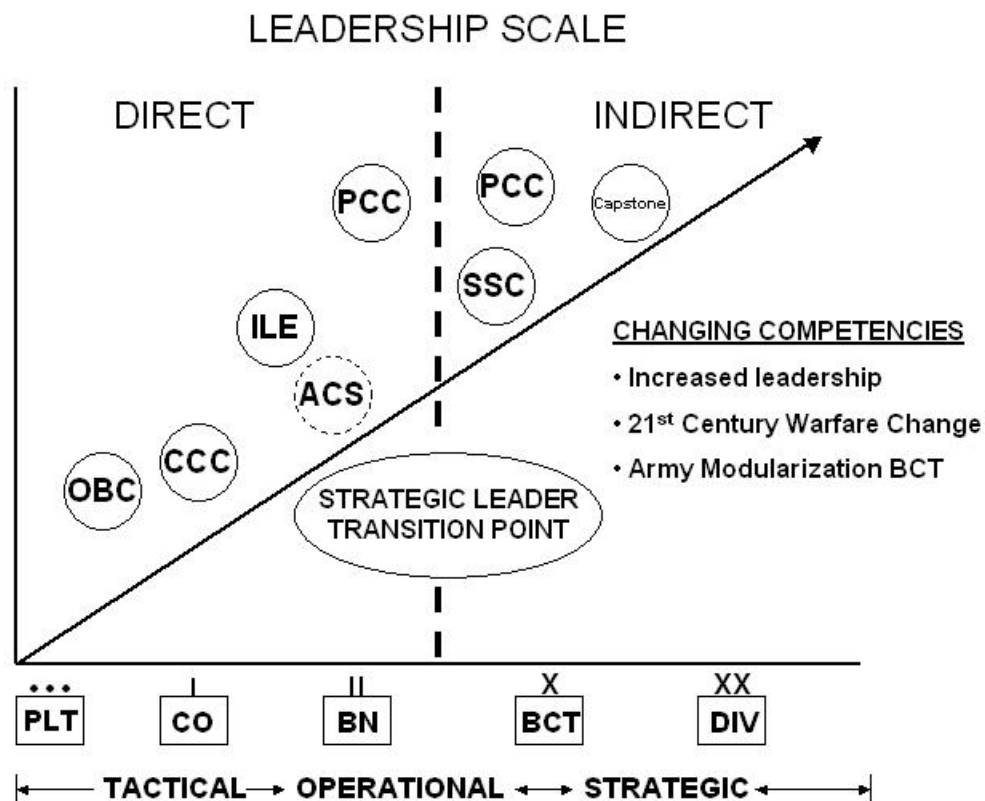 LEADERSHIP SCALE
DIRECT
INDIRECT
PCC
PCC
Capstone
SSC
ILE
ACS
CCC
OBC
CHANGING COMPETENCIES
• Increased leadership
• 21st Century Warfare Change
• Army Modularization BCT
STRATEGIC LEADER
TRANSITION POINT
••• I II X XX
PLT CO BN BCT DIV
TACTICAL OPERATIONAL STRATEGIC